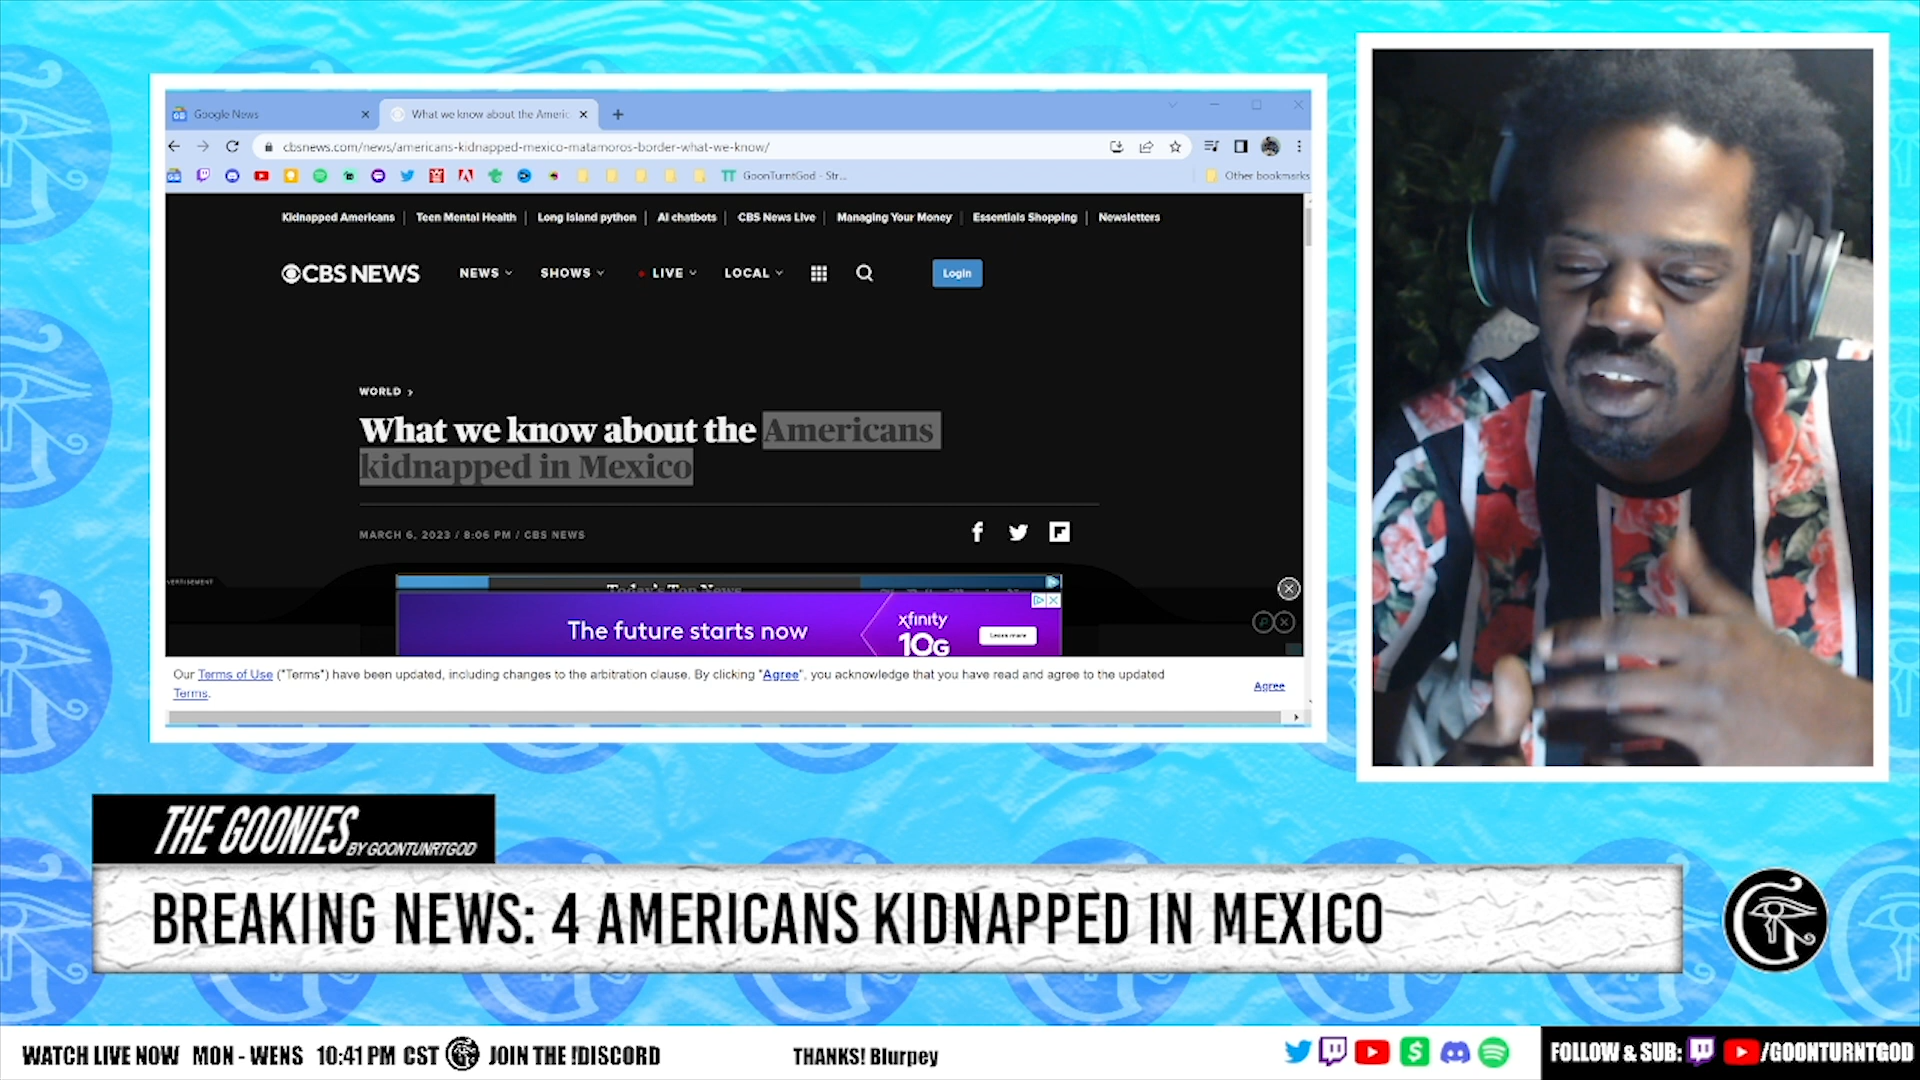 Google News
What we know about the Americ
cbsnews.com/news/americans-kidnapped-mexico-matamoros-border-what-we-know/
GoonTurntGod - Str...
Other bookmarks
Kidnapped Americans | Teen Mental Health | Long Island python | AI chatbots | CBS News Live | Managing Your Money | Essentials Shopping | Newsletters
CBS NEWS
NEWS SHOWS LIVE LOCAL
Login
WORLD
What we know about the Americans
kidnapped in Mexico
MARCH 6, 2023 / 8:06 PM / CBS NEWS
Today's Top News
The future starts now
xfinity
10G
Learn more
Our Terms of Use ("Terms") have been updated, including changes to the arbitration clause. By clicking "Agree", you acknowledge that you have read and agree to the updated
Terms.
Agree
THE GOONIES BY GOONTUNRTGOD
BREAKING NEWS: 4 AMERICANS KIDNAPPED IN MEXICO
WATCH LIVE NOW MON - WENS 10:41 PM CST JOIN THE !DISCORD THANKS! Blurpey
FOLLOW & SUB: /GOONTURNTGOD